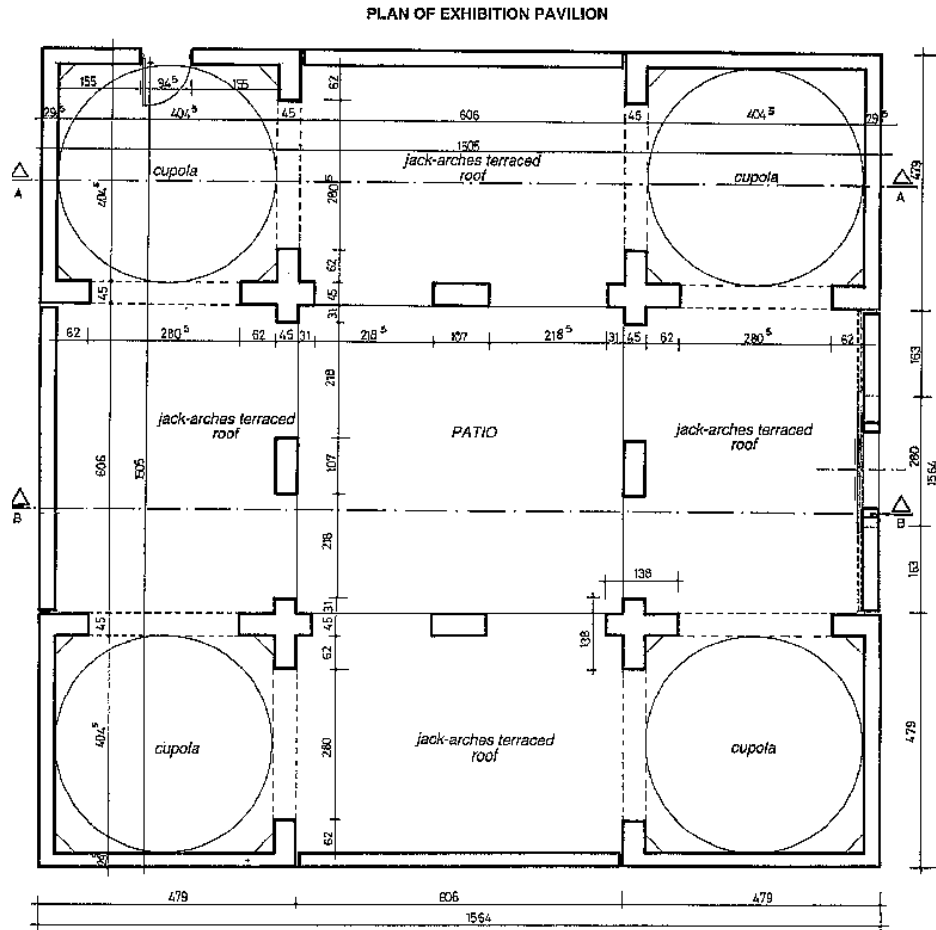 PLAN OF EXHIBITION PAVILION
155 94⁵ 155
62
29⁵ 404⁵ 45 606 45 404⁵ 29⁵
1505
jack-arches terraced
roof
cupola
cupola
A
A
404⁵
280⁵
479
62
45
45
31
62 280⁵ 62 45 31 218⁵ 107 218⁵ 31 45 62 280⁵ 62
163
218
jack-arches terraced
roof
PATIO
jack-arches terraced
roof
606
1505
107
280
1564
B
B
218
163
138
31
45
45
62
138
404⁵
280
cupola
jack-arches terraced
roof
cupola
479
62
479 606 479
1564